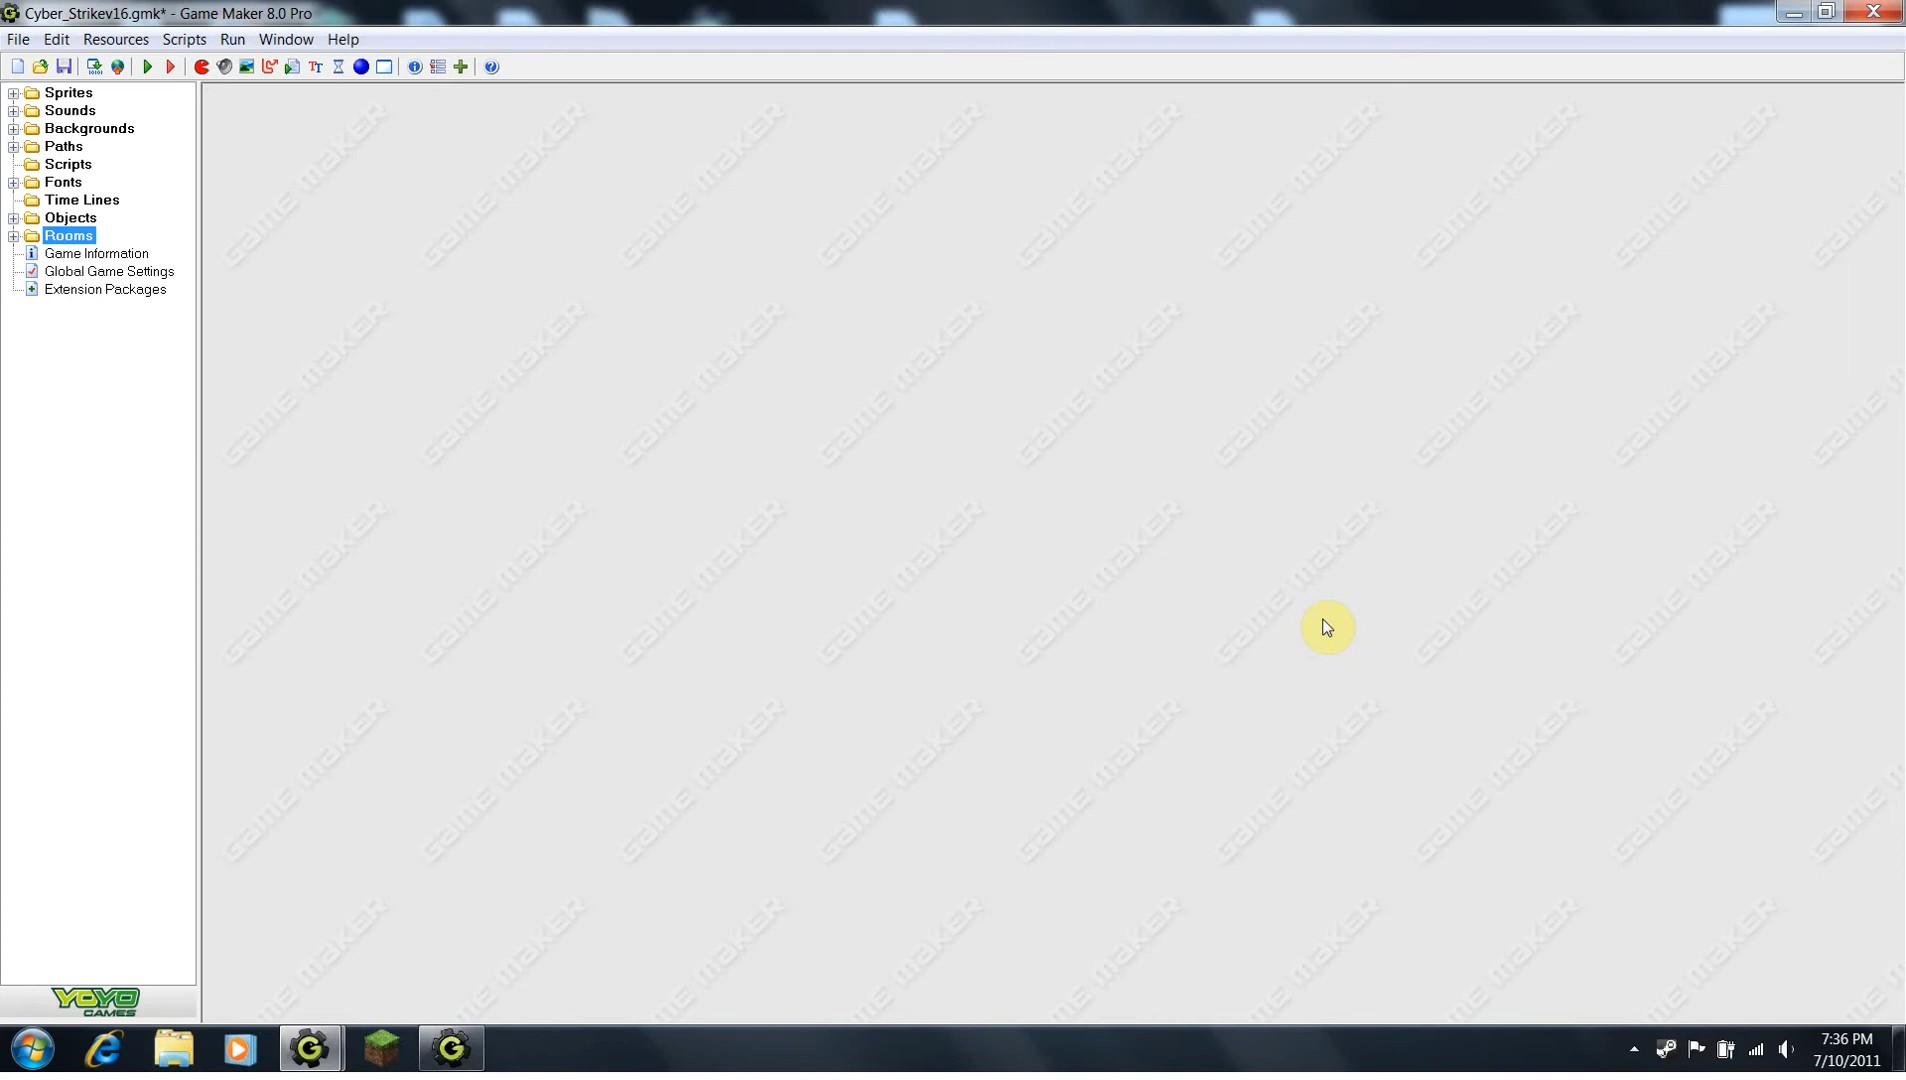 Cyber_Strikev16.gmk* - Game Maker 8.0 Pro
File Edit Resources Scripts Run Window Help
Sprites
Sounds
Backgrounds
Paths
Scripts
Fonts
Time Lines
Objects
Rooms
Game Information
Global Game Settings
Extension Packages
GAME MAKER
YOYO
GAMES
7:36 PM
7/10/2011